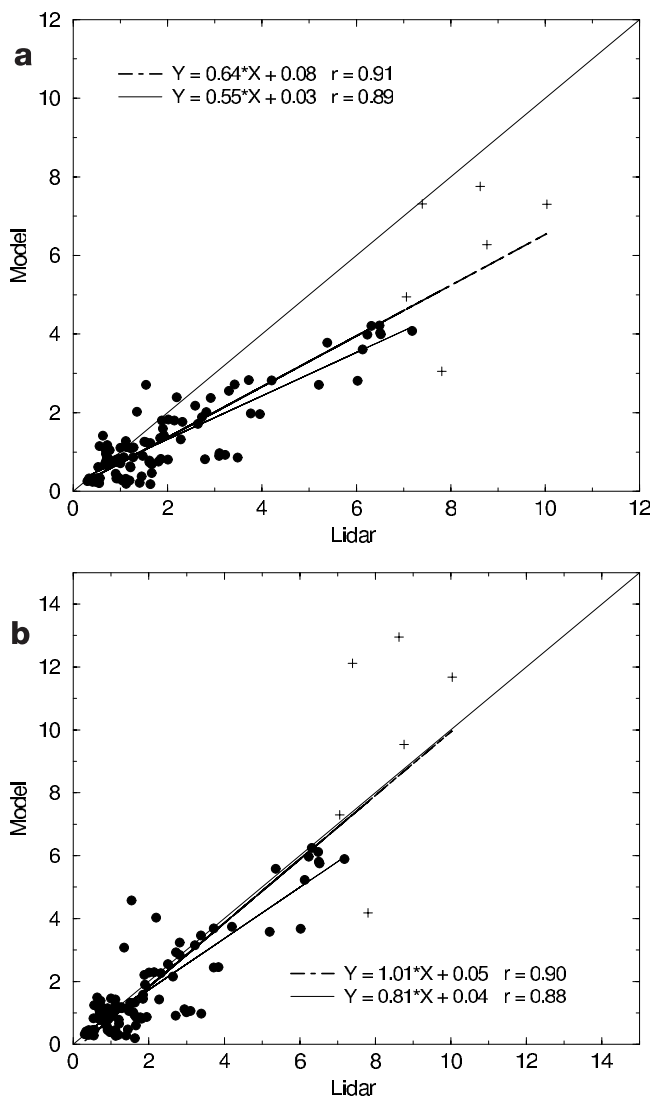 a
Y = 0.64*X + 0.08 r = 0.91
Y = 0.55*X + 0.03 r = 0.89
12
10
8
6
4
2
0
Model
0 2 4 6 8 10 12
Lidar
b
14
12
10
8
6
4
2
0
Model
Y = 1.01*X + 0.05 r = 0.90
Y = 0.81*X + 0.04 r = 0.88
0 2 4 6 8 10 12 14
Lidar